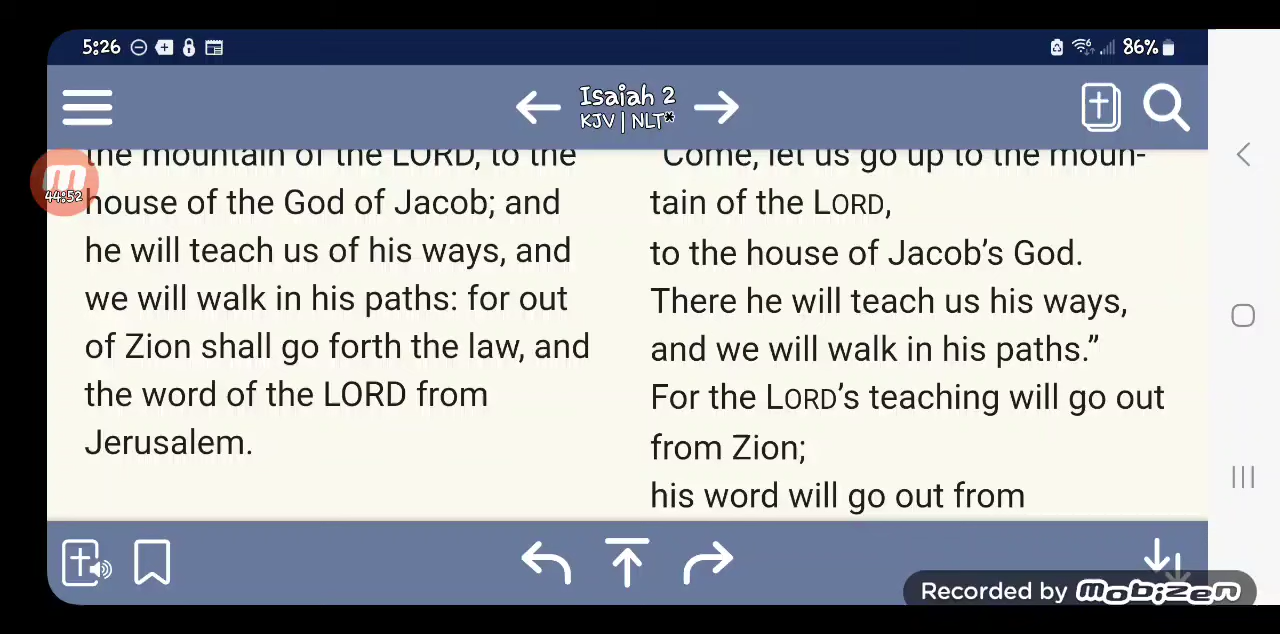 5:26
86%
Isaiah 2
KJV | NLT*
44:52
the mountain of the LORD, to the
house of the God of Jacob; and
he will teach us of his ways, and
we will walk in his paths: for out
of Zion shall go forth the law, and
the word of the LORD from
Jerusalem.
“Come, let us go up to the moun-
tain of the LORD,
to the house of Jacob’s God.
There he will teach us his ways,
and we will walk in his paths.”
For the LORD’s teaching will go out
from Zion;
his word will go out from
Recorded by Mobizen